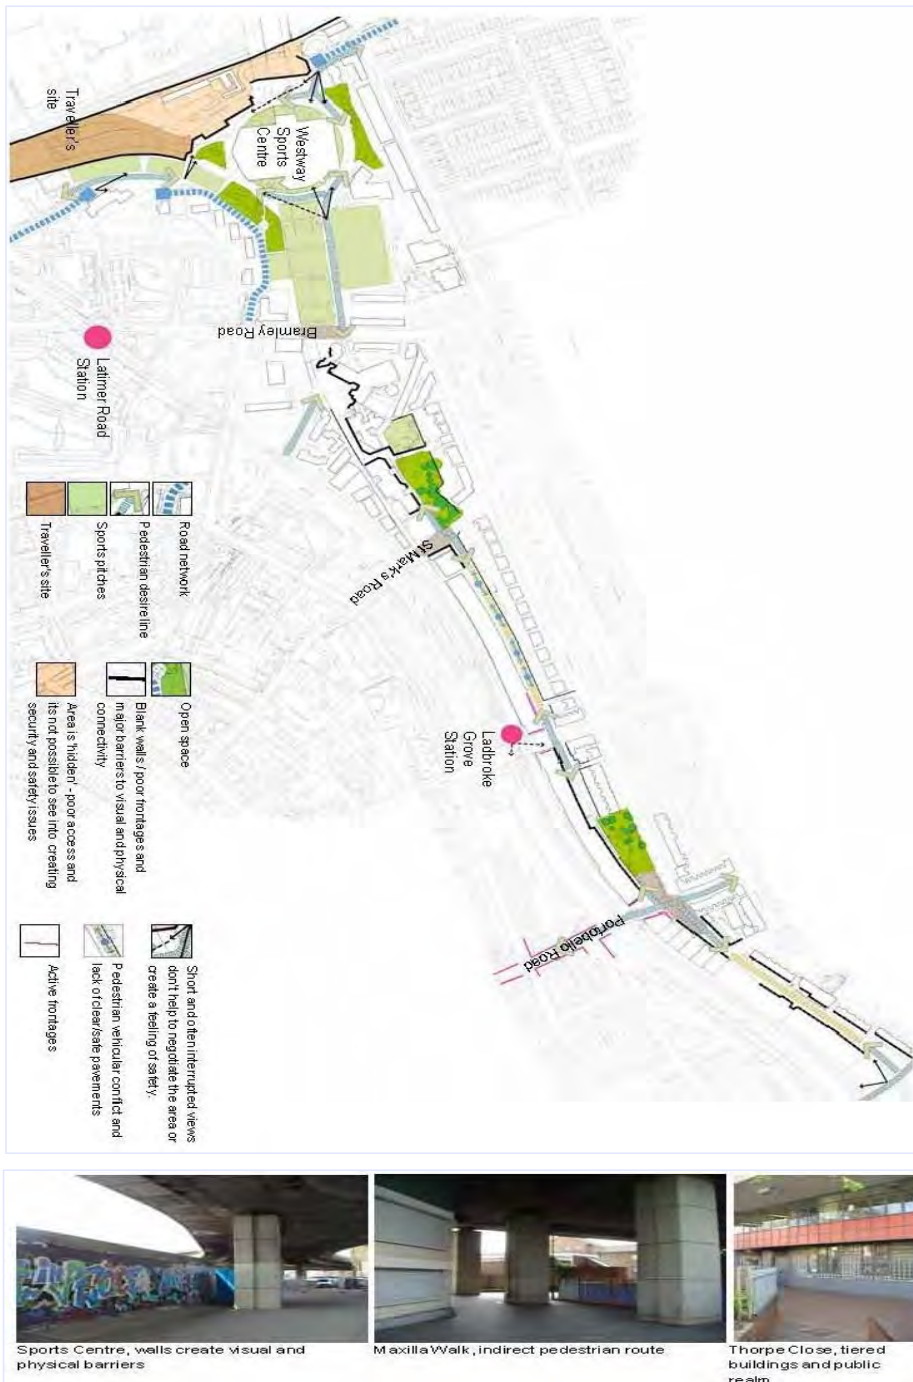 Traveller's
site
Westway
Sports
Centre
Bramley Road
Latimer Road
Station
St Mark's Road
Ladbroke
Grove
Station
Portobello Road
Road network
Pedestrian desire line
Sports pitches
Traveller's site
Open space
Blank walls / poor frontages and
major barriers to visual and physical
connectivity
Area is 'hidden' - poor access and
its not possible to see into creating
security and safety issues
Short and often interrupted views
don't help to negotiate the area or
create a feeling of safety.
Pedestrian vehicular conflict and
lack of clear/safe pavements
Active frontages
Sports Centre, walls create visual and
physical barriers
Maxilla Walk, indirect pedestrian route
Thorpe Close, tiered
buildings and public
realm